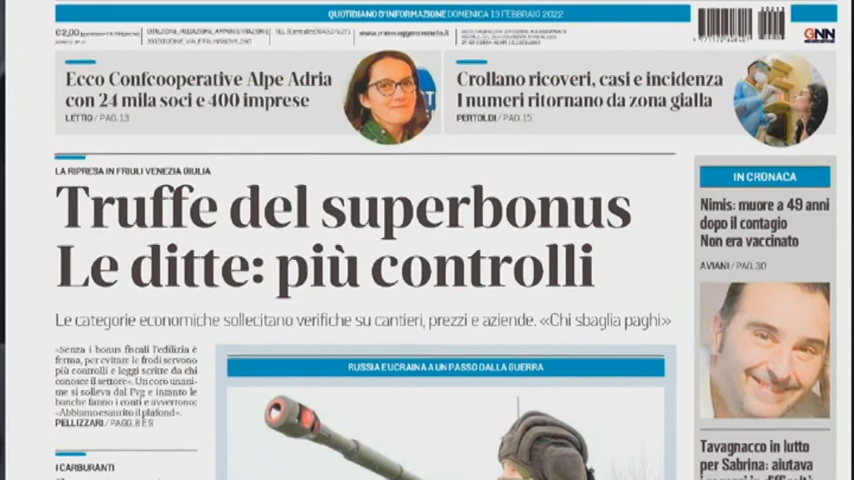 QUOTIDIANO D'INFORMAZIONE DOMENICA 13 FEBBRAIO 2022
€ 2,00
GNN
Ecco Confcooperative Alpe Adria
con 24 mila soci e 400 imprese
LETTIG / PAG. 13
Crollano ricoveri, casi e incidenza
I numeri ritornano da zona gialla
PERTOLDI / PAG. 15
LA RIPRESA IN FRIULI VENEZIA GIULIA
Truffe del superbonus
Le ditte: più controlli
Le categorie economiche sollecitano verifiche su cantieri, prezzi e aziende. «Chi sbaglia paghi»
«Senza i bonus fiscali l'edilizia è
ferma, per evitare le frodi servono
più controlli e leggi scritte da chi
conosce il settore». Un coro unani-
me si solleva dal Fvg e intanto le
banche fanno i conti e avvertono:
«Abbiamo esaurito il plafond».
PELLIZZARI / PAGG. 8 E 9
I CARBURANTI
RUSSIA E UCRAINA A UN PASSO DALLA GUERRA
IN CRONACA
Nimis: muore a 49 anni
dopo il contagio
Non era vaccinato
AVIANI / PAG. 30
Tavagnacco in lutto
per Sabrina: aiutava